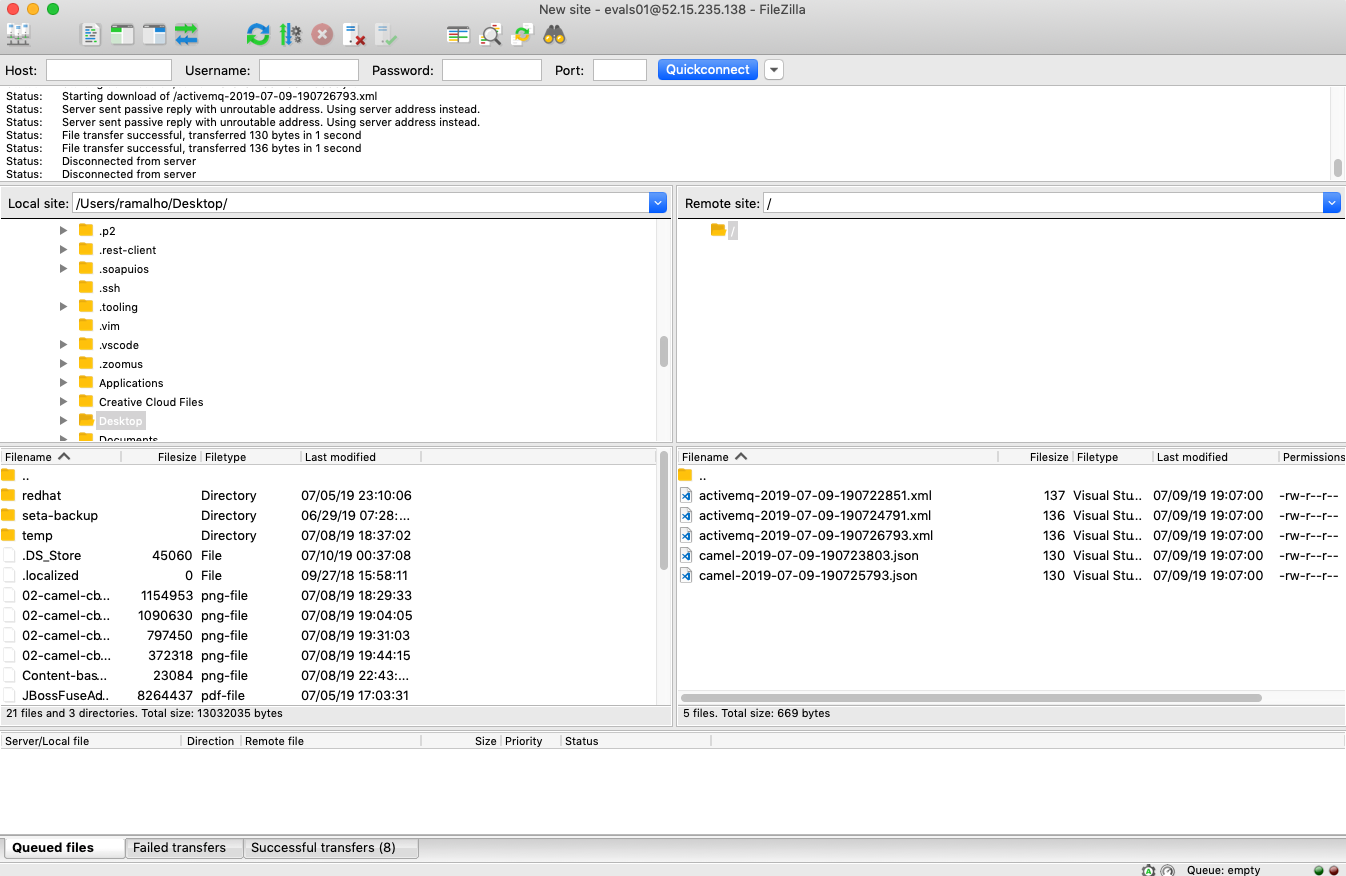 New site - evals01@52.15.235.138 - FileZilla
Host: Username: Password: Port: Quickconnect
Status: Starting download of /activemq-2019-07-09-190726793.xml
Status: Server sent passive reply with unroutable address. Using server address instead.
Status: Server sent passive reply with unroutable address. Using server address instead.
Status: File transfer successful, transferred 130 bytes in 1 second
Status: File transfer successful, transferred 136 bytes in 1 second
Status: Disconnected from server
Status: Disconnected from server
Local site: /Users/ramalho/Desktop/
.p2
.rest-client
.soapuios
.ssh
.tooling
.vim
.vscode
.zoomus
Applications
Creative Cloud Files
Desktop
Documents
Remote site: /
/
Filename Filesize Filetype Last modified
..
redhat Directory 07/05/19 23:10:06
seta-backup Directory 06/29/19 07:28:...
temp Directory 07/08/19 18:37:02
.DS_Store 45060 File 07/10/19 00:37:08
.localized 0 File 09/27/18 15:58:11
02-camel-cb... 1154953 png-file 07/08/19 18:29:33
02-camel-cb... 1090630 png-file 07/08/19 19:04:05
02-camel-cb... 797450 png-file 07/08/19 19:31:03
02-camel-cb... 372318 png-file 07/08/19 19:44:15
Content-bas... 23084 png-file 07/08/19 22:43:...
JBossFuseAd.. 8264437 pdf-file 07/05/19 17:03:31
21 files and 3 directories. Total size: 13032035 bytes
Filename Filesize Filetype Last modified Permissions
..
activemq-2019-07-09-190722851.xml 137 Visual Stu... 07/09/19 19:07:00 -rw-r--r--
activemq-2019-07-09-190724791.xml 136 Visual Stu... 07/09/19 19:07:00 -rw-r--r--
activemq-2019-07-09-190726793.xml 136 Visual Stu... 07/09/19 19:07:00 -rw-r--r--
camel-2019-07-09-190723803.json 130 Visual Stu... 07/09/19 19:07:00 -rw-r--r--
camel-2019-07-09-190725793.json 130 Visual Stu... 07/09/19 19:07:00 -rw-r--r--
5 files. Total size: 669 bytes
Server/Local file Direction Remote file Size Priority Status
Queued files Failed transfers Successful transfers (8)
Queue: empty